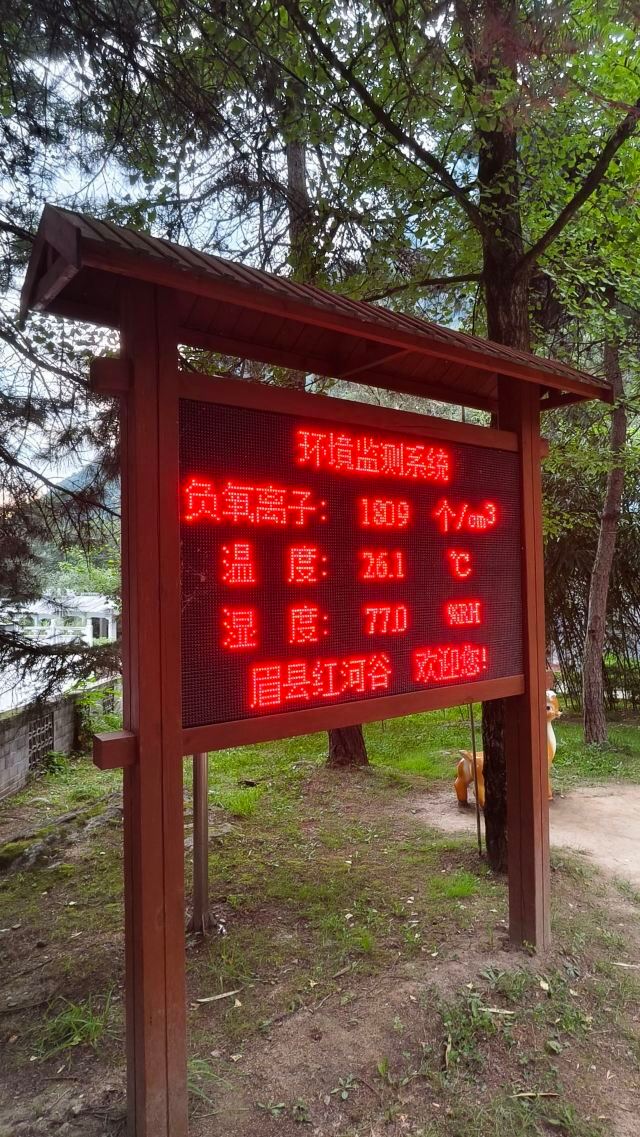 环境监测系统
负氧离子: 1809 个/cm3
温 度: 26.1 ℃
湿 度: 77.0 %RH
眉县红河谷 欢迎您!